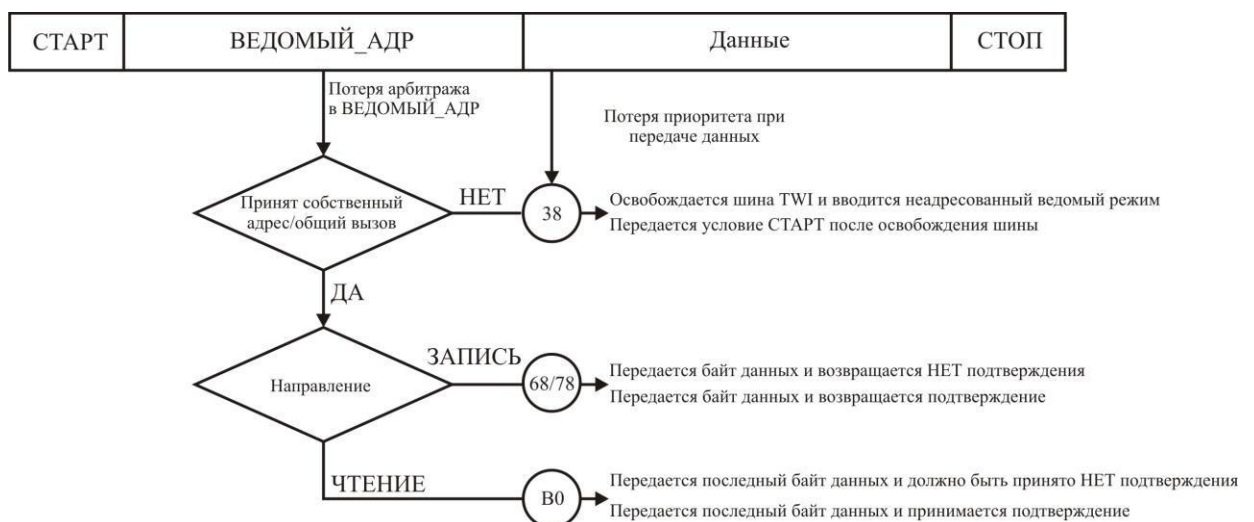 СТАРТ ВЕДОМЫЙ_АДР Данные СТОП
Потеря арбитража
в ВЕДОМЫЙ_АДР
Потеря приоритета при
передаче данных
Принят собственный
адрес/общий вызов
НЕТ
38
Освобождается шина TWI и вводится неадресованный ведомый режим
Передается условие СТАРТ после освобождения шины
ДА
Направление
ЗАПИСЬ
68/78
Передается байт данных и возвращается НЕТ подтверждения
Передается байт данных и возвращается подтверждение
ЧТЕНИЕ
B0
Передается последный байт данных и должно быть принято НЕТ подтверждения
Передается последный байт данных и принимается подтверждение